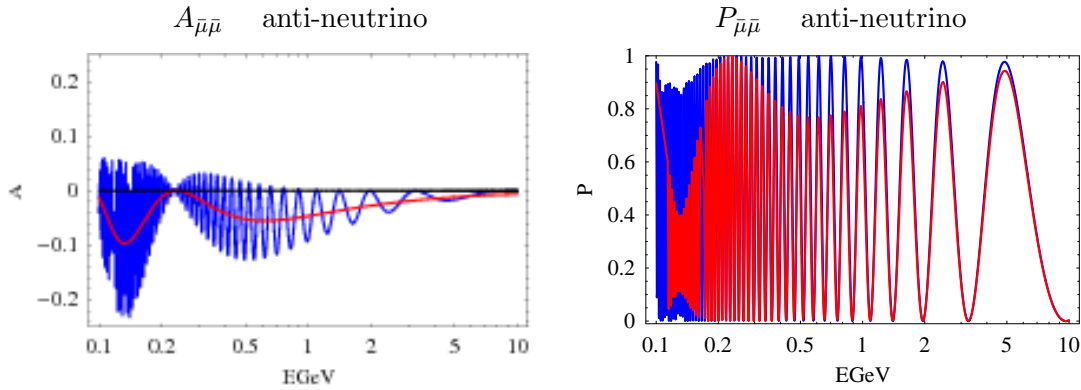 $A_{\bar{\mu}\bar{\mu}}$ anti-neutrino
0.2
0.1
0
−0.1
−0.2
A
0.1 0.2 0.5 1 2 5 10
EGeV
$P_{\bar{\mu}\bar{\mu}}$ anti-neutrino
1
0.8
0.6
0.4
0.2
0
P
0.1 0.2 0.5 1 2 5 10
EGeV